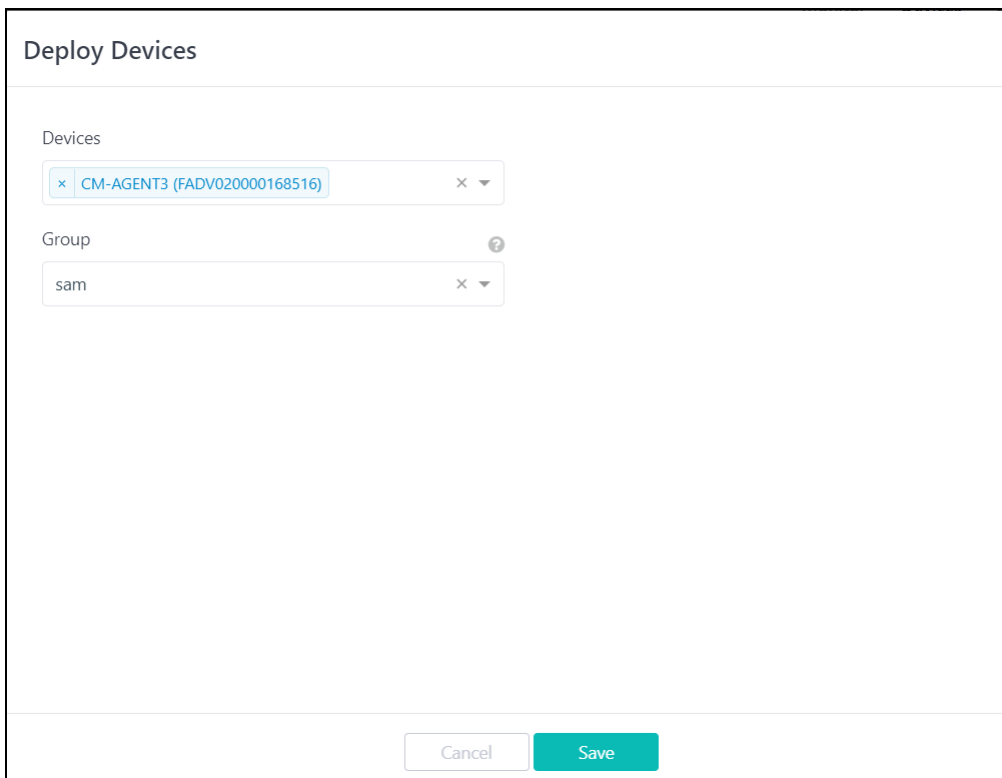 Deploy Devices
Devices
× CM-AGENT3 (FADV020000168516)
Group
sam
Cancel
Save